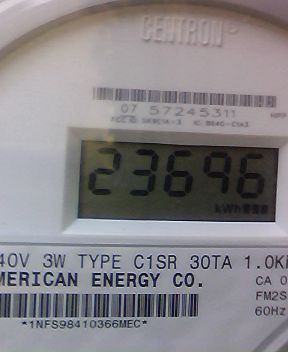 CENTRON
07 57245311
23696
kWh
40V 3W TYPE C1SR 30TA 1.0K
MERICAN ENERGY CO.
CA 0
FM2S
60Hz
*1NFS98410366MEC*